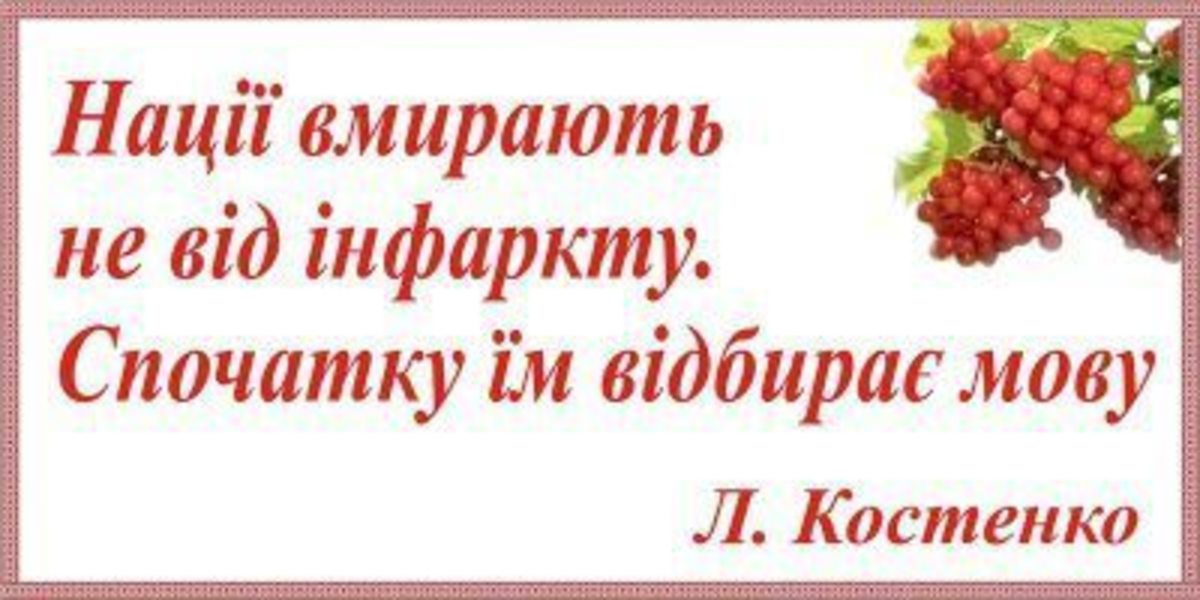 Нації вмирають
не від інфаркту.
Спочатку їм відбирає мову
Л. Костенко